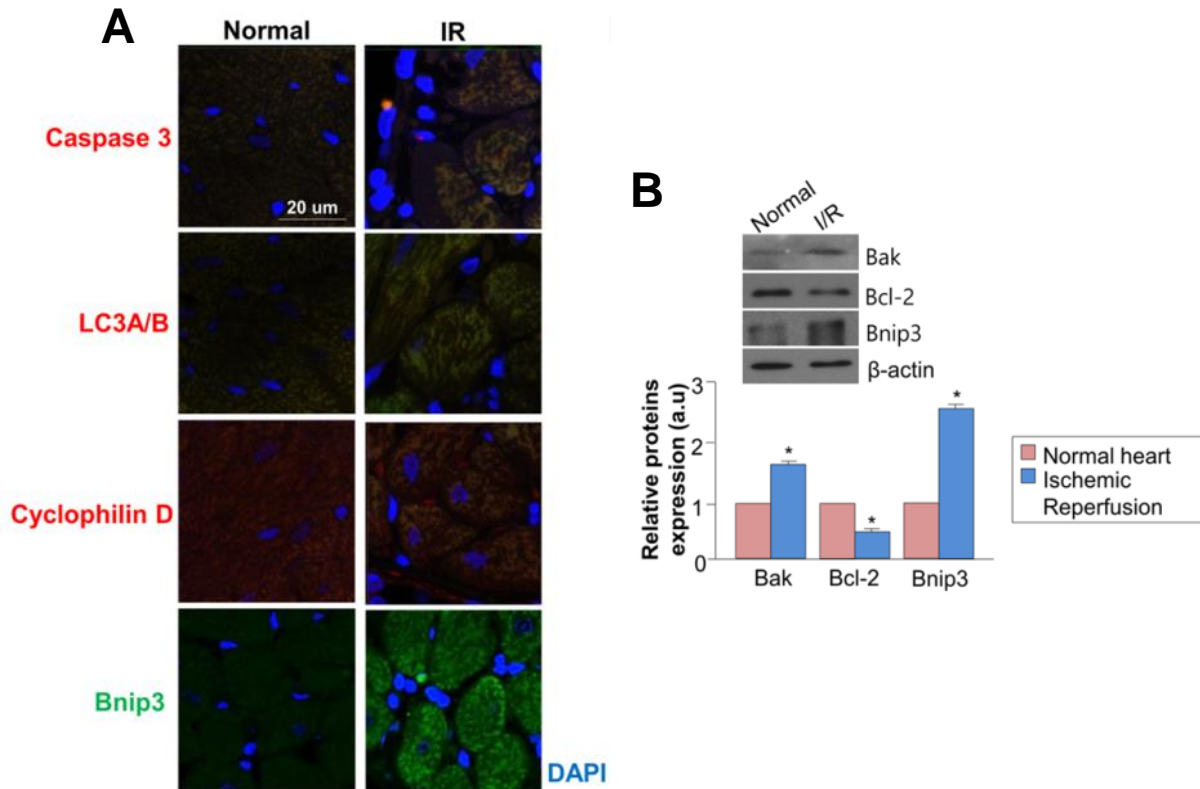 A
Normal
IR
Caspase 3
20 um
LC3A/B
Cyclophilin D
Bnip3
DAPI
B
Normal
I/R
Bak
Bcl-2
Bnip3
β-actin
Relative proteins
expression (a.u)
3
2
1
0
*
*
*
Bak
Bcl-2
Bnip3
Normal heart
Ischemic
Reperfusion